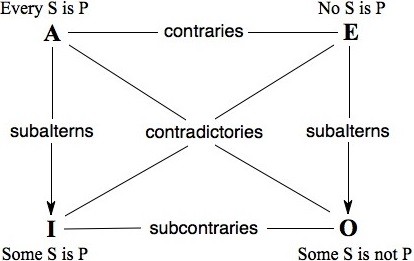 Every S is P
No S is P
A
contraries
E
subalterns
contradictories
subalterns
I
subcontraries
O
Some S is P
Some S is not P